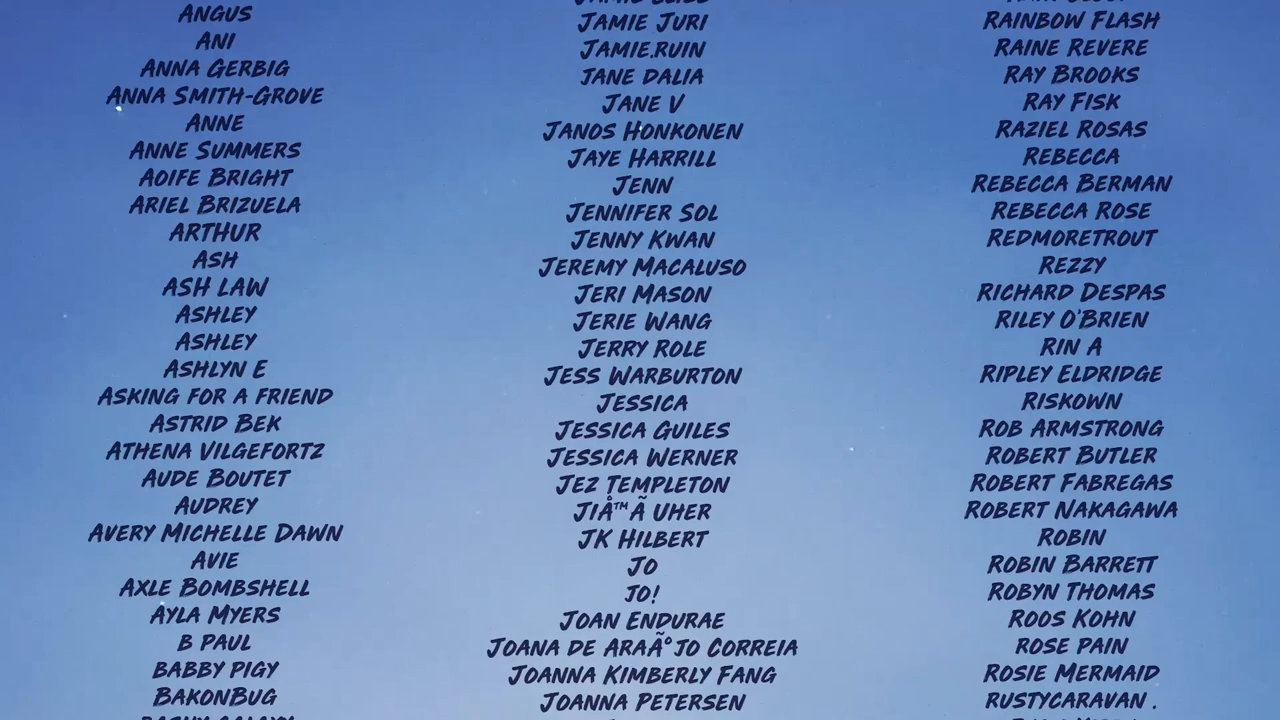 ANGUS
ANI
ANNA GERBIG
ANNA SMITH-GROVE
ANNE
ANNE SUMMERS
AOIFE BRIGHT
ARIEL BRIZUELA
ARTHUR
ASH
ASH LAW
ASHLEY
ASHLEY
ASHLYN E
ASKING FOR A FRIEND
ASTRID BEK
ATHENA VILGEFORTZ
AUDE BOUTET
AUDREY
AVERY MICHELLE DAWN
AVIE
AXLE BOMBSHELL
AYLA MYERS
B PAUL
BABBY PIGY
BAKONBUG
JAMIE JURI
JAMIE.RUIN
JANE DALIA
JANE V
JANOS HONKONEN
JAYE HARRILL
JENN
JENNIFER SOL
JENNY KWAN
JEREMY MACALUSO
JERI MASON
JERIE WANG
JERRY ROLE
JESS WARBURTON
JESSICA
JESSICA GUILES
JESSICA WERNER
JEZ TEMPLETON
JIÅ™Ã UHER
JK HILBERT
JO
JO!
JOAN ENDURAE
JOANA DE ARAÃºJO CORREIA
JOANNA KIMBERLY FANG
JOANNA PETERSEN
RAINBOW FLASH
RAINE REVERE
RAY BROOKS
RAY FISK
RAZIEL ROSAS
REBECCA
REBECCA BERMAN
REBECCA ROSE
REDMORETROUT
REZZY
RICHARD DESPAS
RILEY O'BRIEN
RIN A
RIPLEY ELDRIDGE
RISKOWN
ROB ARMSTRONG
ROBERT BUTLER
ROBERT FABREGAS
ROBERT NAKAGAWA
ROBIN
ROBIN BARRETT
ROBYN THOMAS
ROOS KOHN
ROSE PAIN
ROSIE MERMAID
RUSTYCARAVAN .